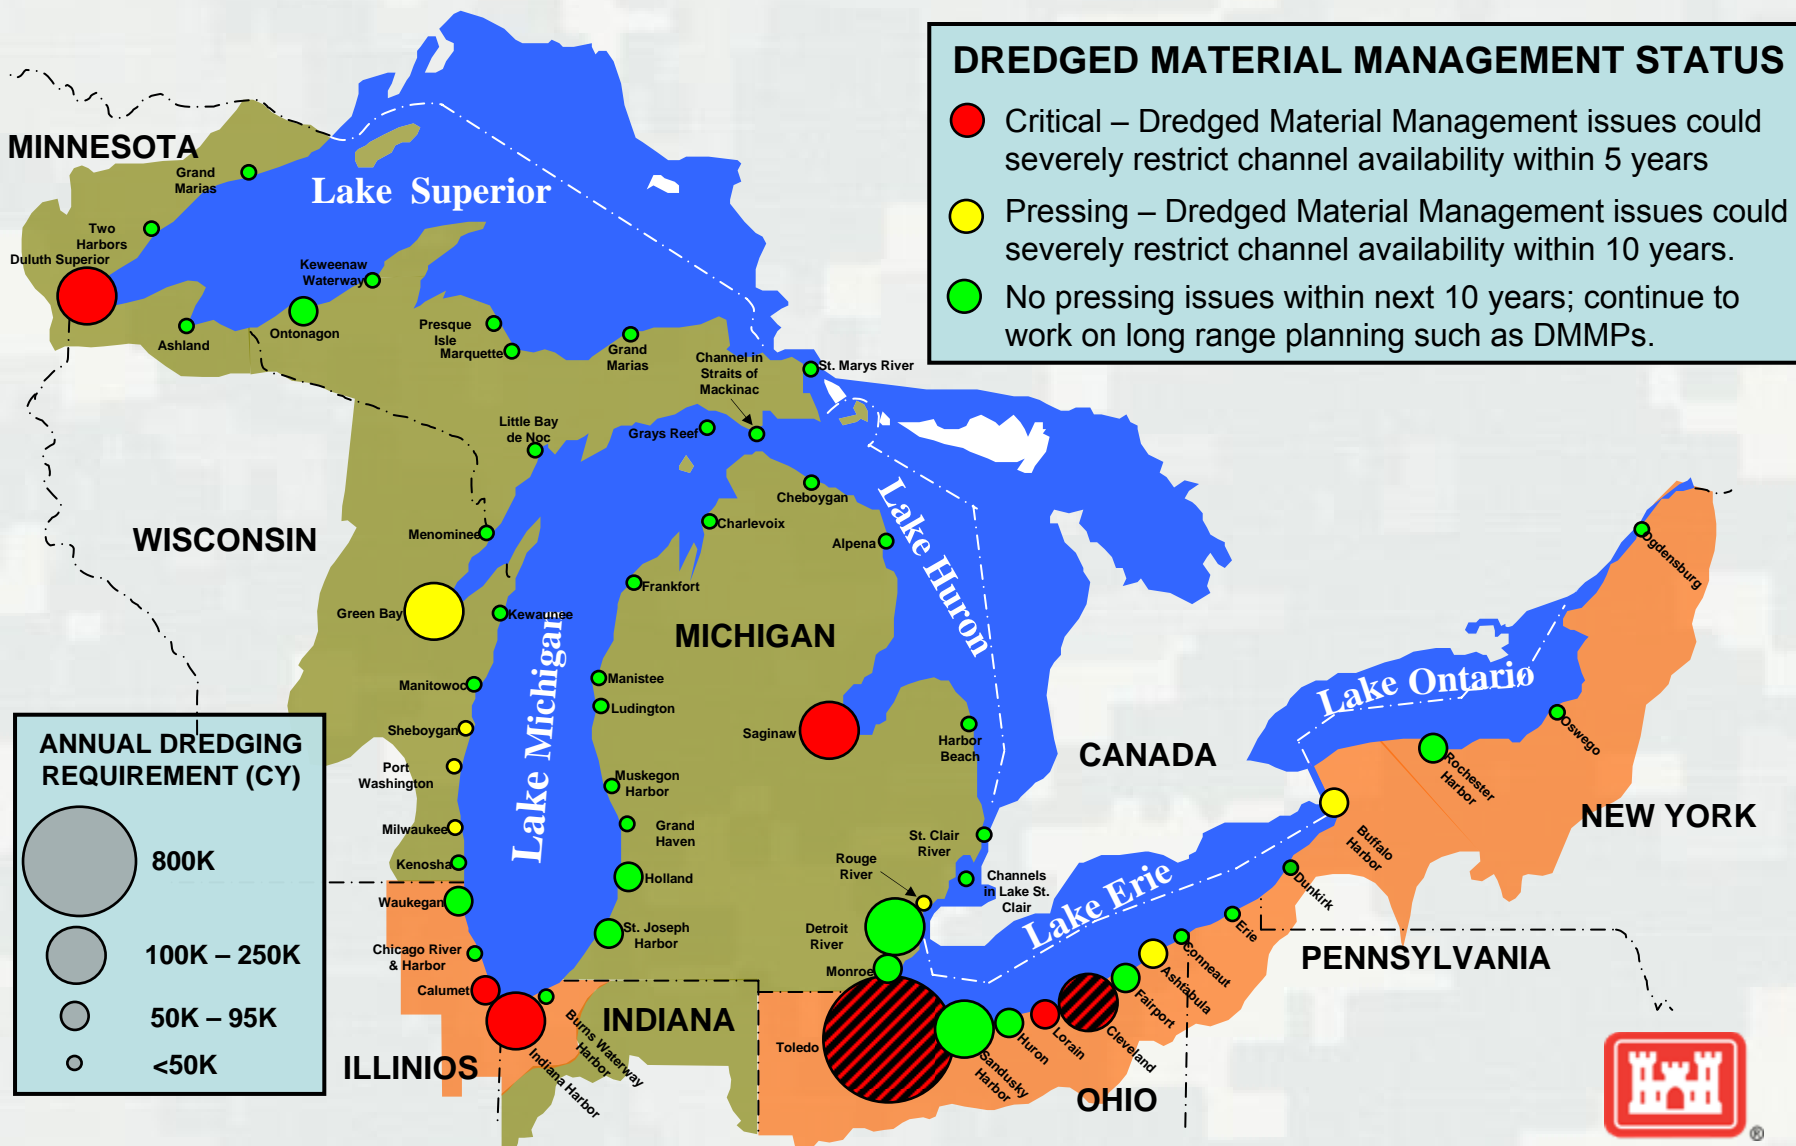 DREDGED MATERIAL MANAGEMENT STATUS
Critical – Dredged Material Management issues could
severely restrict channel availability within 5 years
Pressing – Dredged Material Management issues could
severely restrict channel availability within 10 years.
No pressing issues within next 10 years; continue to
work on long range planning such as DMMPs.
MINNESOTA
Grand
Marias
Lake Superior
Two
Harbors
Duluth Superior
Keweenaw
Waterway
Ashland
Ontonagon
Presque
Isle
Marquette
Grand
Marias
Channel in
Straits of
Mackinac
St. Marys River
Little Bay
de Noc
Grays Reef
Cheboygan
Lake Huron
WISCONSIN
Menominee
Charlevoix
Alpena
Ogdensburg
Frankfort
Green Bay
Kewaunee
MICHIGAN
Lake Michigan
Manitowoc
Manistee
Ludington
Lake Ontario
Oswego
Sheboygan
Saginaw
Harbor
Beach
CANADA
Port
Washington
Muskegon
Harbor
Rochester
Harbor
NEW YORK
Milwaukee
Grand
Haven
St. Clair
River
Buffalo
Harbor
Kenosha
Rouge
River
Holland
Channels
in Lake St.
Clair
Dunkirk
Waukegan
Lake Erie
Erie
St. Joseph
Harbor
Detroit
River
Chicago River
& Harbor
Monroe
Conneaut
PENNSYLVANIA
Calumet
Ashtabula
Fairport
INDIANA
Burns Waterway
Harbor
Indiana Harbor
Toledo
Sandusky
Harbor
Huron
Lorain
Cleveland
ILLINIOS
OHIO
ANNUAL DREDGING
REQUIREMENT (CY)
800K
100K – 250K
50K – 95K
<50K
®